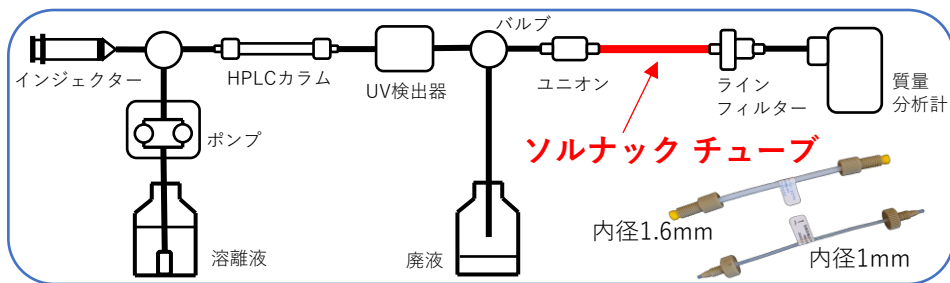 バルブ
インジェクター
HPLCカラム
UV検出器
ユニオン
ライン
フィルター
質量
分析計
ポンプ
ソルナック チューブ
溶離液
廃液
内径1.6mm
内径1mm